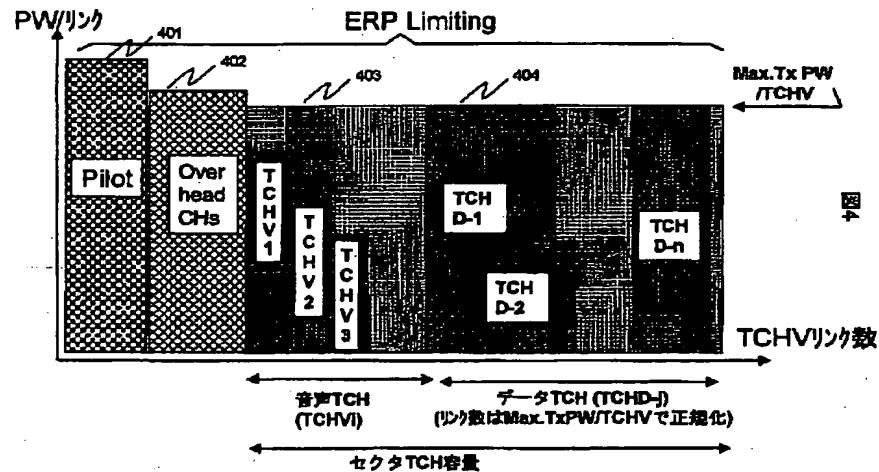 PW/リンク
ERP Limiting
401
402
403
404
Max.Tx PW
/TCHV
Pilot
Over
head
CHs
TCHV1
TCHV2
TCHV3
TCH
D-1
TCH
D-2
TCH
D-n
図4
TCHVリンク数
音声TCH
(TCHVi)
データTCH (TCHD-j)
(リンク数はMax.TxPW/TCHVで正規化)
セクタTCH容量